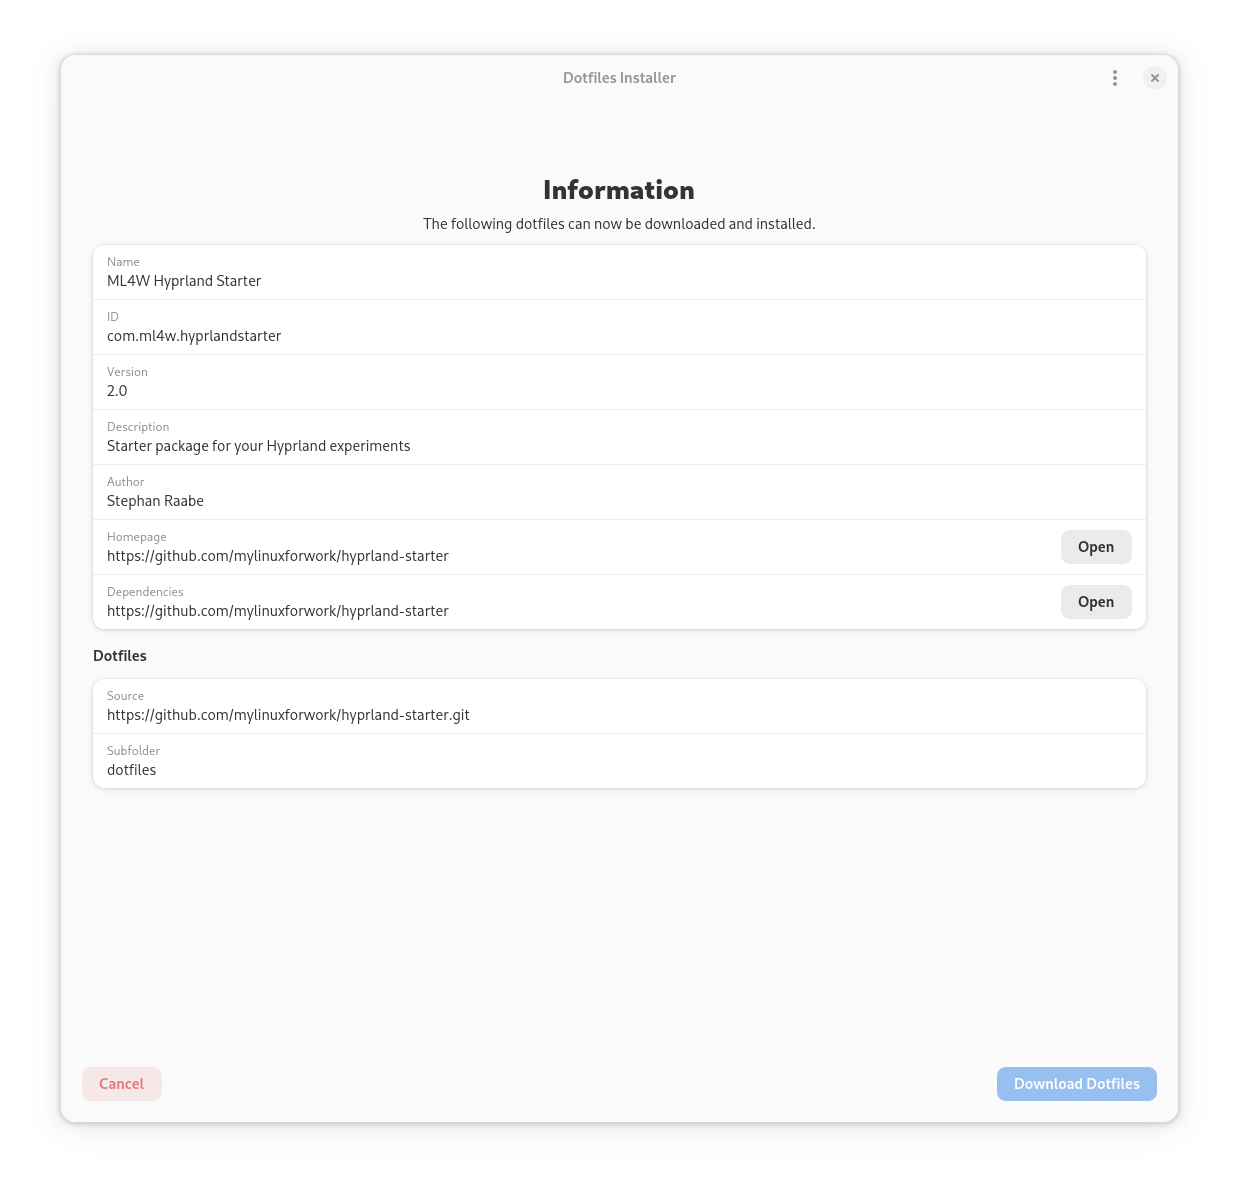 Dotfiles Installer
Information
The following dotfiles can now be downloaded and installed.
Name
ML4W Hyprland Starter
ID
com.ml4w.hyprlandstarter
Version
2.0
Description
Starter package for your Hyprland experiments
Author
Stephan Raabe
Homepage
https://github.com/mylinuxforwork/hyprland-starter
Open
Dependencies
https://github.com/mylinuxforwork/hyprland-starter
Open
Dotfiles
Source
https://github.com/mylinuxforwork/hyprland-starter.git
Subfolder
dotfiles
Cancel
Download Dotfiles